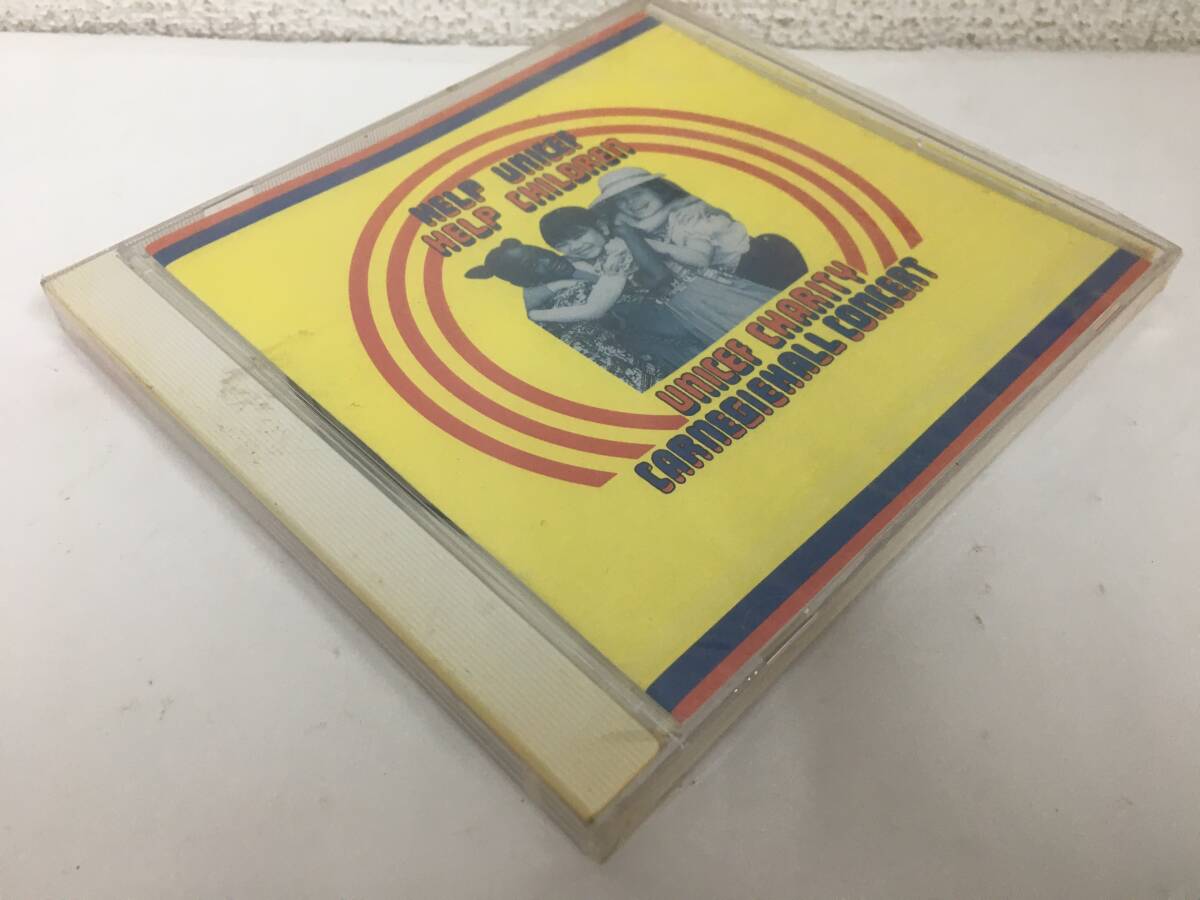 HELP UNICEF
HELP CHILDREN
UNICEF CHARITY
CARNEGIEHALL CONCERT